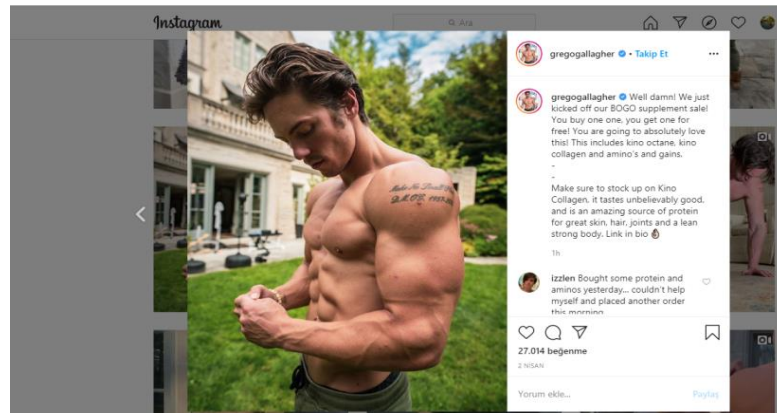 Instagram
Ara
gregogallagher • Takip Et
gregogallagher Well damn! We just
kicked off our BOGO supplement sale!
You buy one one, you get one for
free! You are going to absolutely love
this! This includes kino octane, kino
collagen and amino's and gains.
-
-
Make sure to stock up on Kino
Collagen, it tastes unbelievably good,
and is an amazing source of protein
for great skin, hair, joints and a lean
strong body. Link in bio 👌🏿
1h
izzlen Bought some protein and
aminos yesterday... couldn't help
myself and placed another order
this morning
27.014 beğenme
2 NISAN
Yorum ekle...
Paylaş